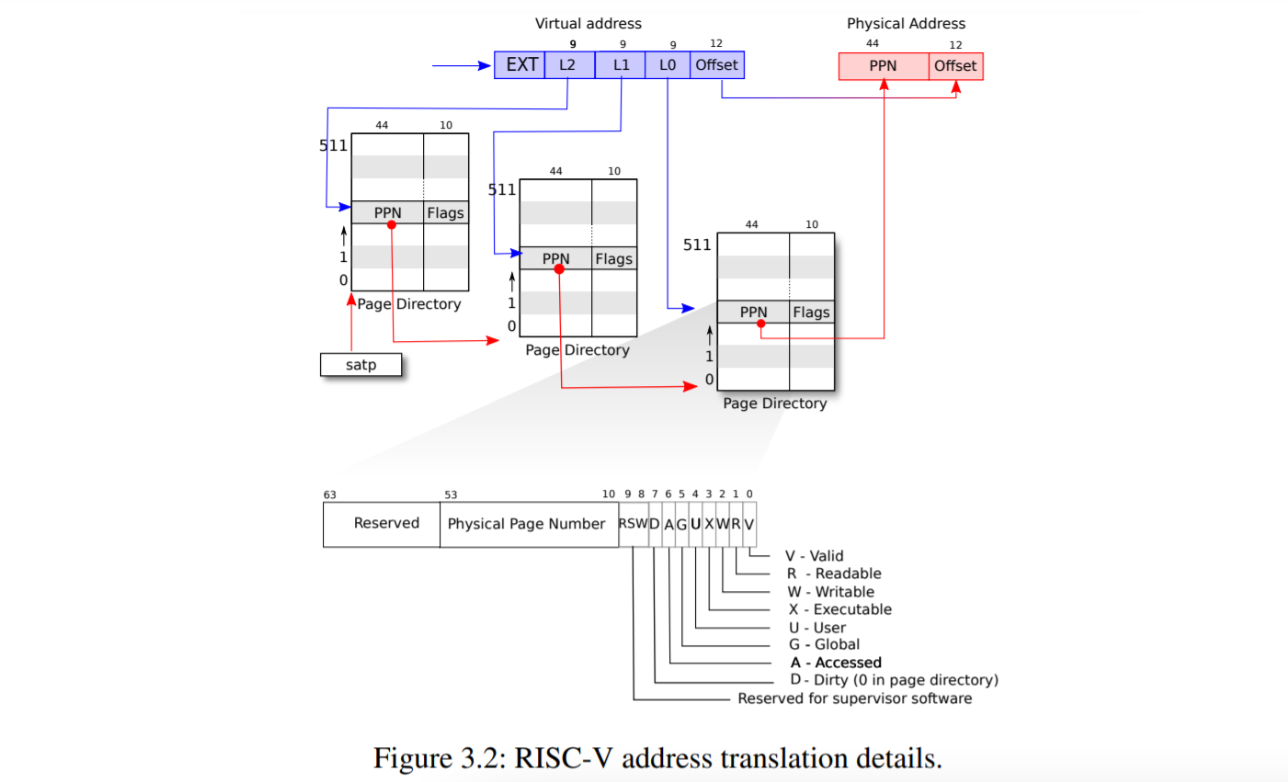 Virtual address
Physical Address
9 9 9 12
44 12
EXT L2 L1 L0 Offset
PPN Offset
44 10
511
PPN Flags
1
0
Page Directory
satp
44 10
511
PPN Flags
1
0
Page Directory
44 10
511
PPN Flags
1
0
Page Directory
63 53 10 9 8 7 6 5 4 3 2 1 0
Reserved Physical Page Number RSW D A G U X W R V
V - Valid
R - Readable
W - Writable
X - Executable
U - User
G - Global
A - Accessed
D - Dirty (0 in page directory)
Reserved for supervisor software
Figure 3.2: RISC-V address translation details.